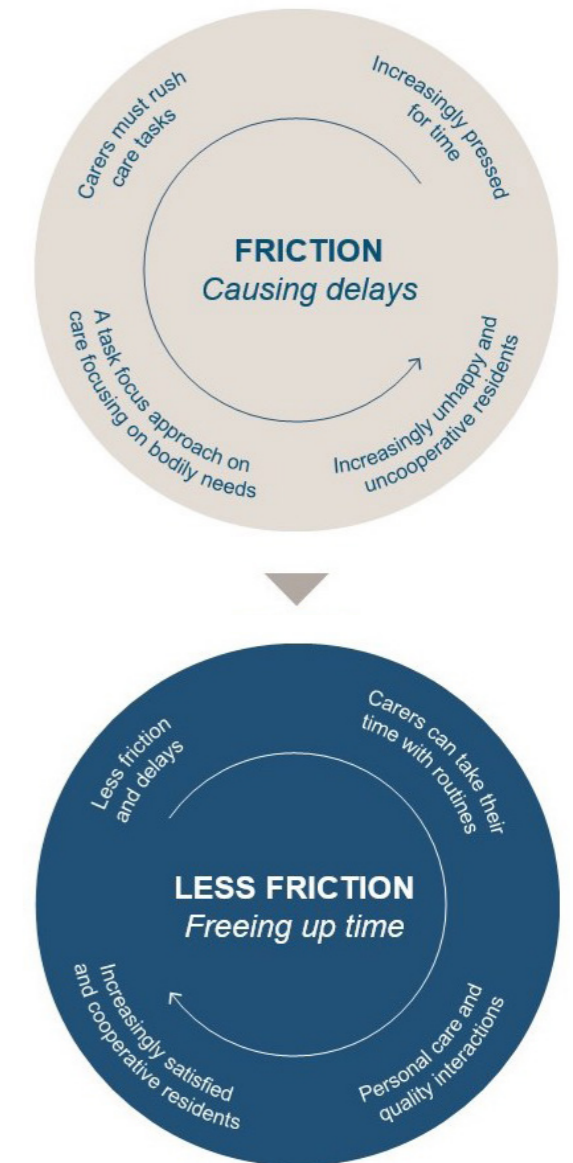 Carers must rush
care tasks
Increasingly pressed
for time
FRICTION
Causing delays
A task focus approach on
care focusing on bodily needs
Increasingly unhappy and
uncooperative residents
Less friction
and delays
Carers can take their
time with routines
LESS FRICTION
Freeing up time
Increasingly satisfied
and cooperative residents
Personal care and
quality interactions